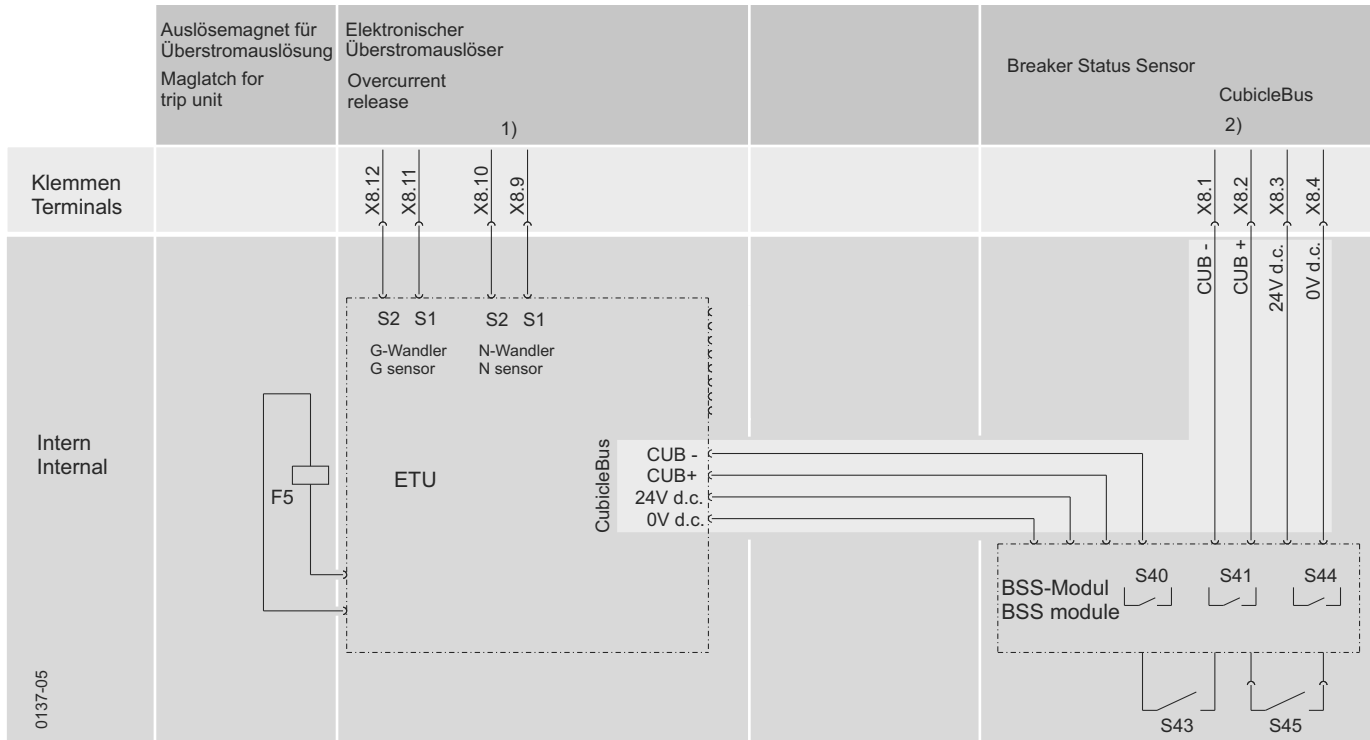 Auslösemagnet für
Überstromauslösung
Maglatch for
trip unit
Elektronischer
Überstromauslöser
Overcurrent
release
1)
Breaker Status Sensor
CubicleBus
2)
Klemmen
Terminals
X8.12
X8.11
X8.10
X8.9
X8.1
X8.2
X8.3
X8.4
CUB -
CUB +
24V d.c.
0V d.c.
S2 S1 S2 S1
G-Wandler
G sensor
N-Wandler
N sensor
Intern
Internal
F5
ETU
CubicleBus
CUB -
CUB+
24V d.c.
0V d.c.
BSS-Modul
BSS module
S40 S41 S44
S43 S45
0137-05